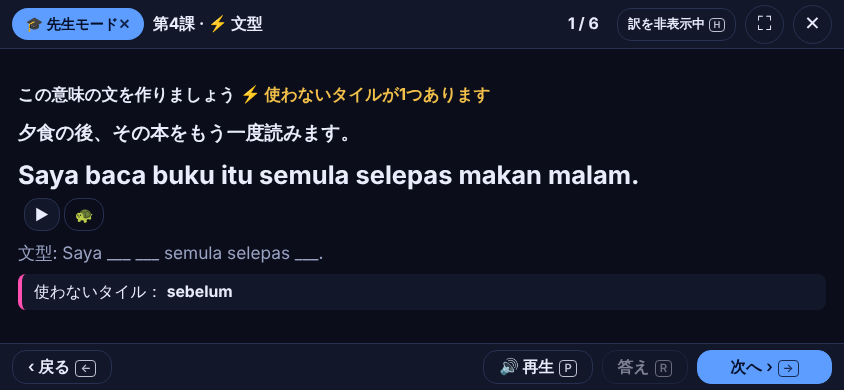 🎓 先生モード✕ 第4課 · ⚡ 文型 1 / 6 訳を非表示中 H ✕
この意味の文を作りましょう ⚡ 使わないタイルが1つあります
夕食の後、その本をもう一度読みます。
Saya baca buku itu semula selepas makan malam.
▶ 🐢
文型: Saya ___ ___ semula selepas ___.
使わないタイル： sebelum
‹ 戻る ← 🔊 再生 P 答え R 次へ › →